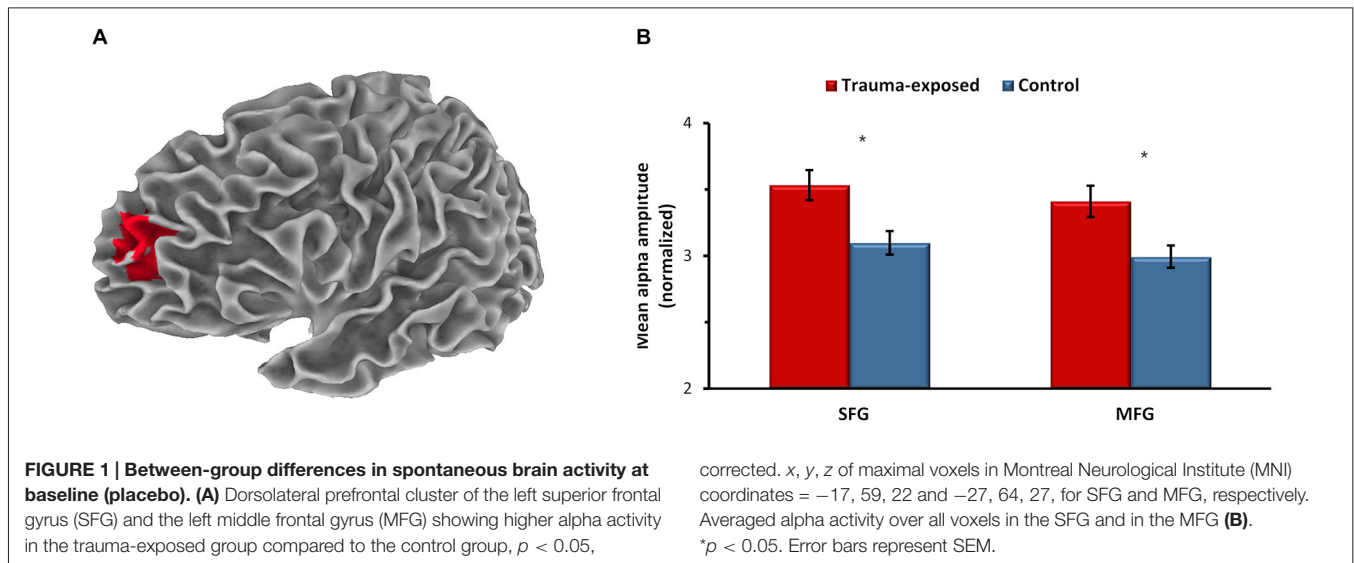 A
B
Trauma-exposed Control
4
3
2
Mean alpha amplitude
(normalized)
* *
SFG MFG
FIGURE 1 | Between-group differences in spontaneous brain activity at
baseline (placebo). (A) Dorsolateral prefrontal cluster of the left superior frontal
gyrus (SFG) and the left middle frontal gyrus (MFG) showing higher alpha activity
in the trauma-exposed group compared to the control group, p < 0.05,
corrected. x, y, z of maximal voxels in Montreal Neurological Institute (MNI)
coordinates = −17, 59, 22 and −27, 64, 27, for SFG and MFG, respectively.
Averaged alpha activity over all voxels in the SFG and in the MFG (B).
*p < 0.05. Error bars represent SEM.